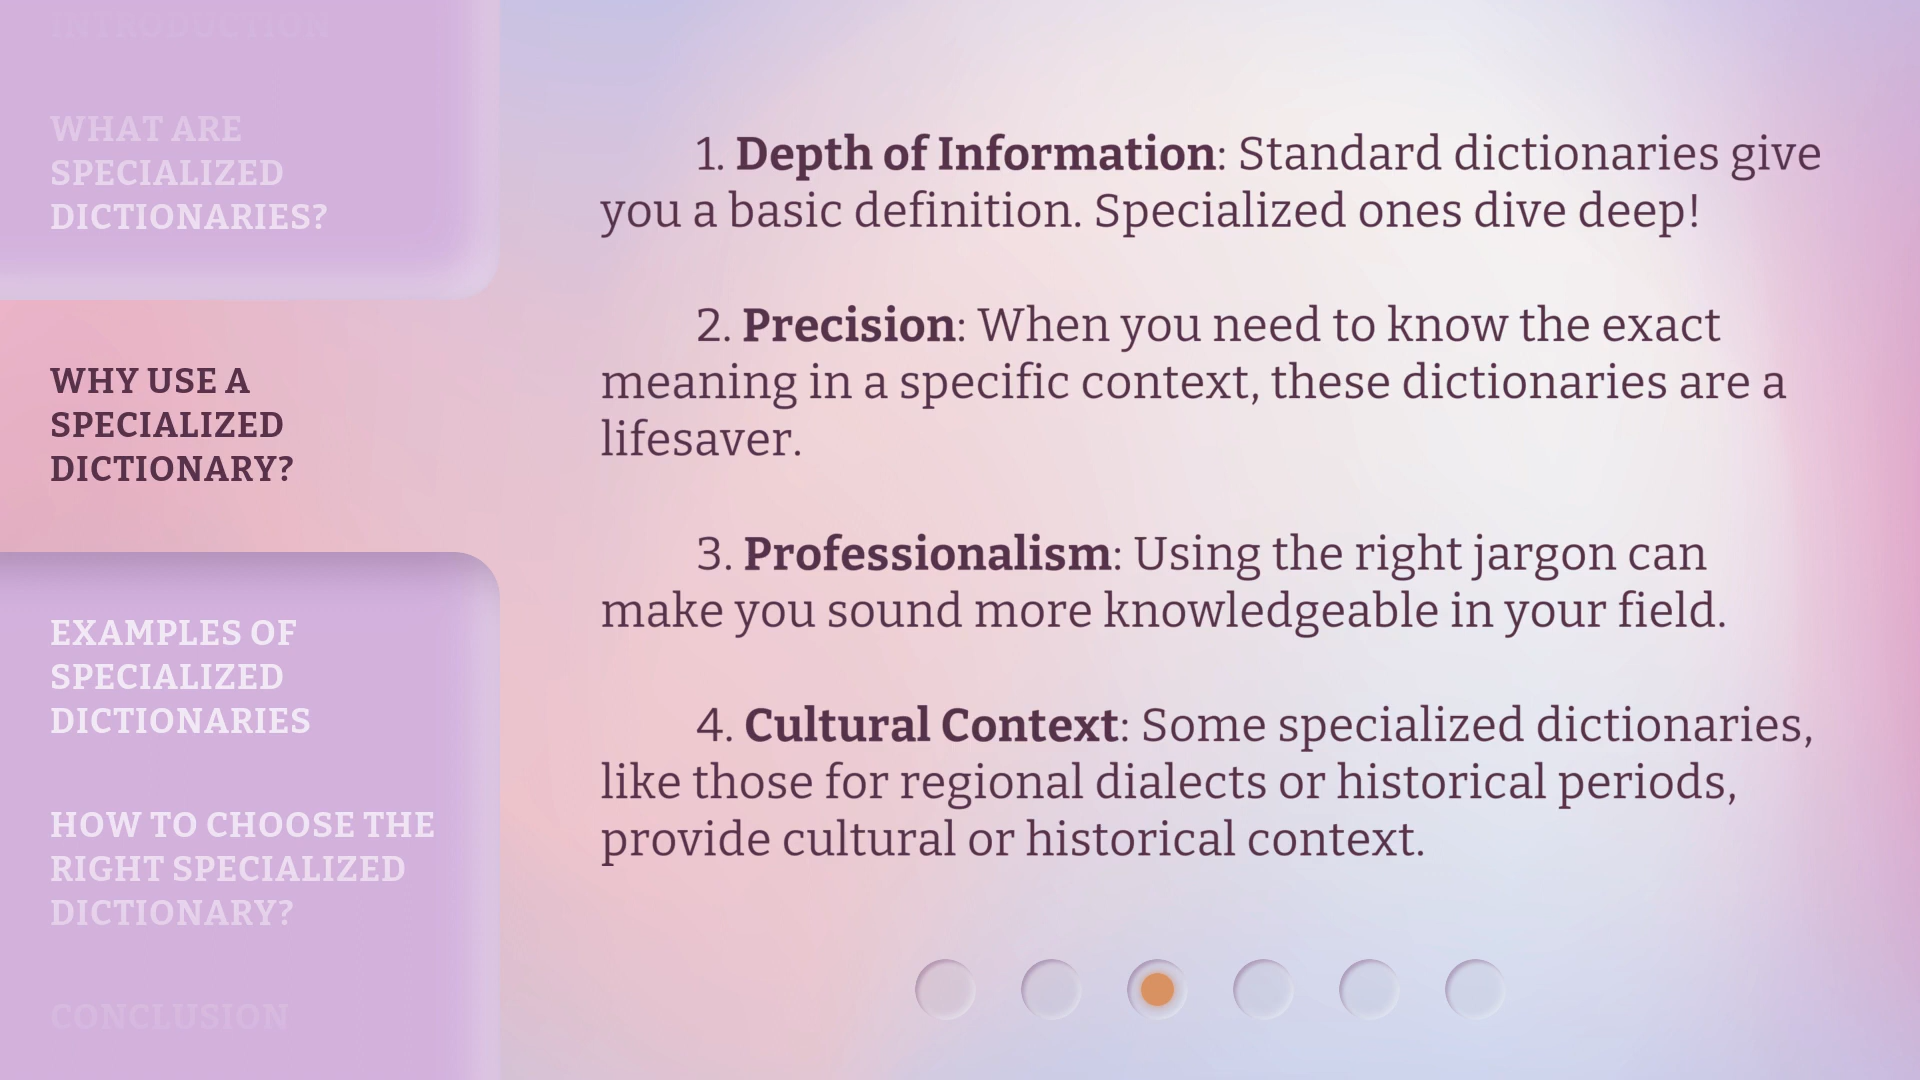 INTRODUCTION
WHAT ARE
SPECIALIZED
DICTIONARIES?
WHY USE A
SPECIALIZED
DICTIONARY?
EXAMPLES OF
SPECIALIZED
DICTIONARIES
HOW TO CHOOSE THE
RIGHT SPECIALIZED
DICTIONARY?
CONCLUSION
1. Depth of Information: Standard dictionaries give
you a basic definition. Specialized ones dive deep!
2. Precision: When you need to know the exact
meaning in a specific context, these dictionaries are a
lifesaver.
3. Professionalism: Using the right jargon can
make you sound more knowledgeable in your field.
4. Cultural Context: Some specialized dictionaries,
like those for regional dialects or historical periods,
provide cultural or historical context.